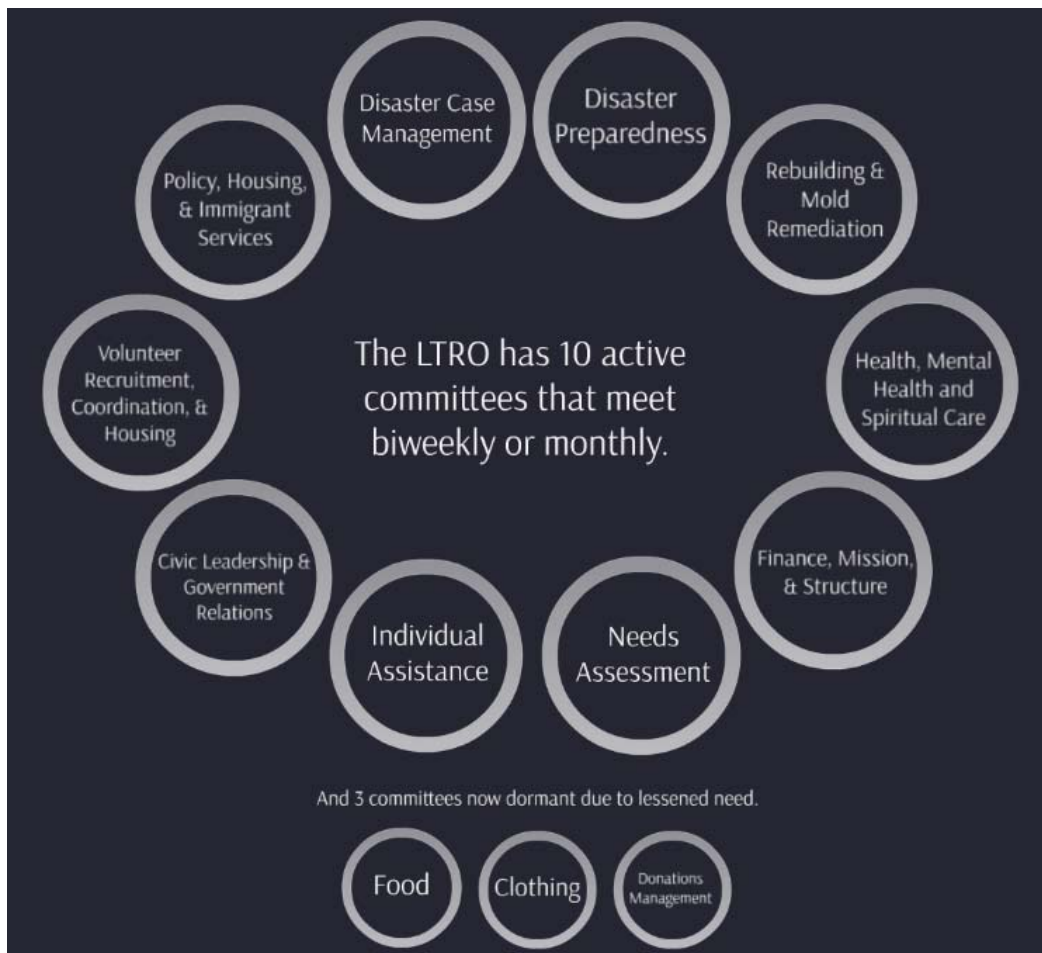 Disaster Case
Management
Disaster
Preparedness
Policy, Housing,
& Immigrant
Services
Rebuilding &
Mold
Remediation
Volunteer
Recruitment,
Coordination, &
Housing
The LTRO has 10 active
committees that meet
biweekly or monthly.
Health, Mental
Health and
Spiritual Care
Civic Leadership &
Government
Relations
Finance, Mission,
& Structure
Individual
Assistance
Needs
Assessment
And 3 committees now dormant due to lessened need.
Food
Clothing
Donations
Management